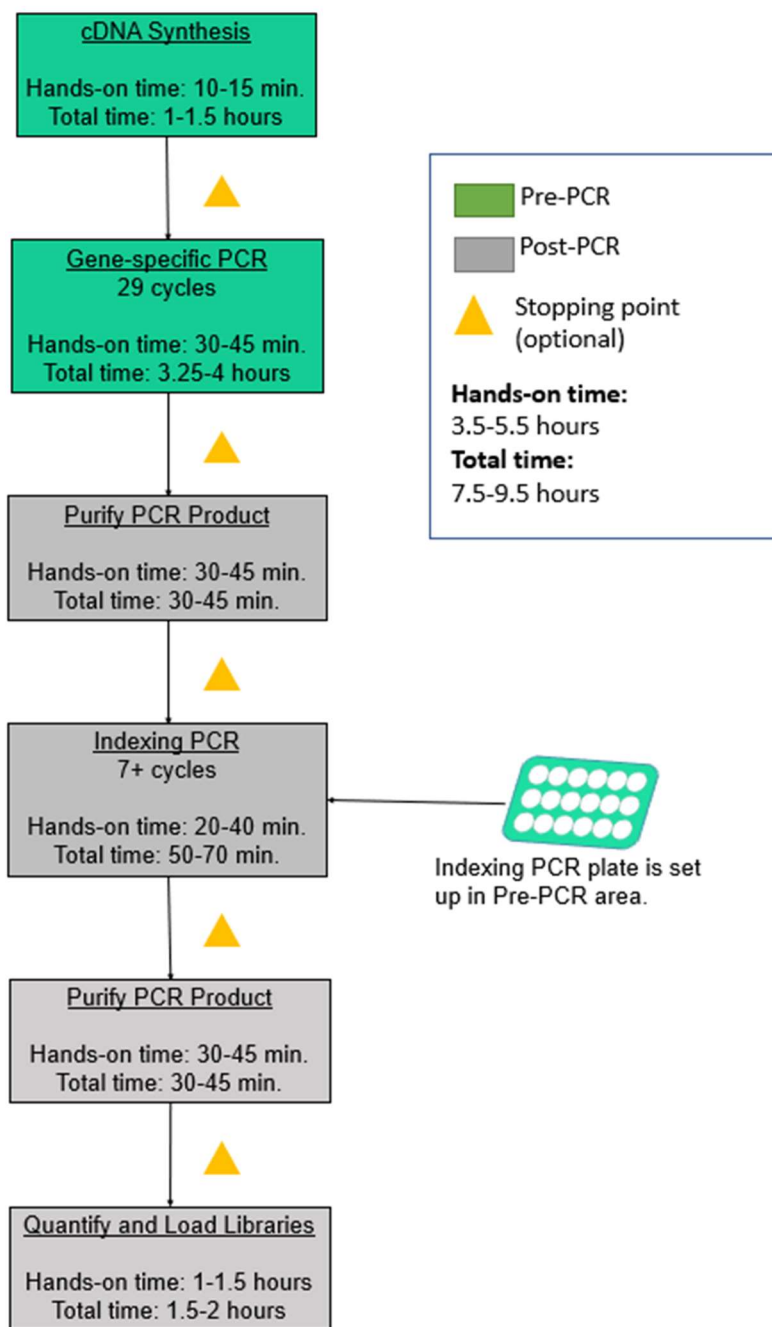 cDNA Synthesis
Hands-on time: 10-15 min.
Total time: 1-1.5 hours
Gene-specific PCR
29 cycles
Hands-on time: 30-45 min.
Total time: 3.25-4 hours
Purify PCR Product
Hands-on time: 30-45 min.
Total time: 30-45 min.
Indexing PCR
7+ cycles
Hands-on time: 20-40 min.
Total time: 50-70 min.
Purify PCR Product
Hands-on time: 30-45 min.
Total time: 30-45 min.
Quantify and Load Libraries
Hands-on time: 1-1.5 hours
Total time: 1.5-2 hours
Pre-PCR
Post-PCR
Stopping point
(optional)
Hands-on time:
3.5-5.5 hours
Total time:
7.5-9.5 hours
Indexing PCR plate is set
up in Pre-PCR area.